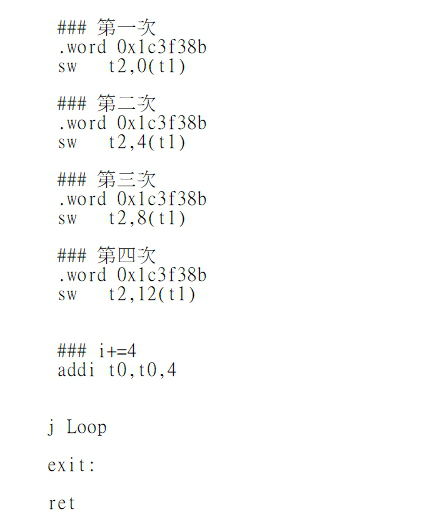 ### 第一次
.word 0x1c3f38b
sw   t2,0(t1)
### 第二次
.word 0x1c3f38b
sw   t2,4(t1)
### 第三次
.word 0x1c3f38b
sw   t2,8(t1)
### 第四次
.word 0x1c3f38b
sw   t2,12(t1)
### i+=4
addi t0,t0,4
j Loop
exit:
ret